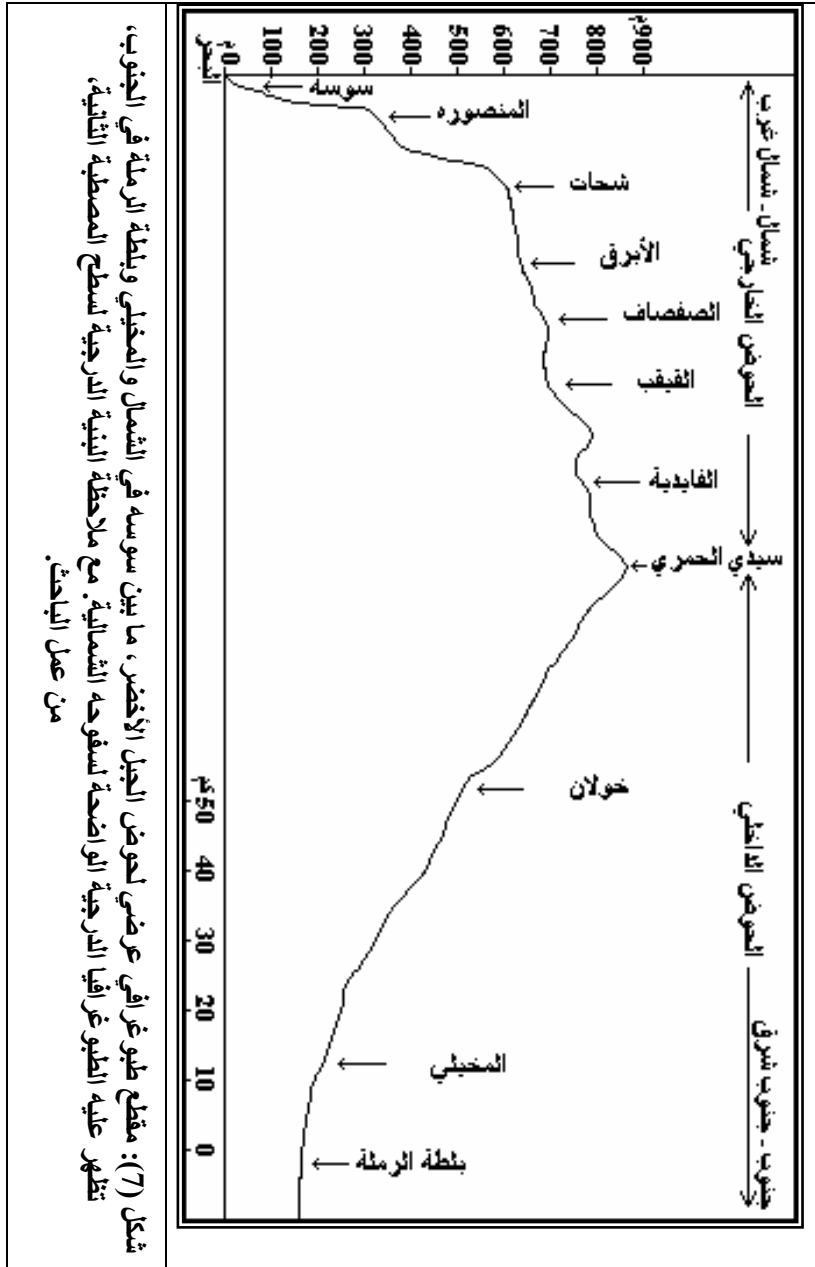 900م
800
700
600
500
400
300
200
100
0
البحر
شمال - شمال غرب
الحوض الخارجي
الحوض الداخلي
جنوب - جنوب شرق
سوسه
المنصوره
شحات
الأبرق
الصفصاف
القيقب
الفايدية
سيدي الحمري
خولان
المخيلي
بلطة الرملة
50كم
40
30
20
10
0
شكل (7): مقطع طبوغرافي عرضي لحوض الجبل الأخضر، ما بين سوسه في الشمال والمخيلي وبلطة الرملة في الجنوب،
تظهر عليه الطبوغرافيا الدرجية الواضحة لسفوحه الشمالية. مع ملاحظة البنية الدرجية لسطح المصطبة الثانية،
من عمل الباحث.